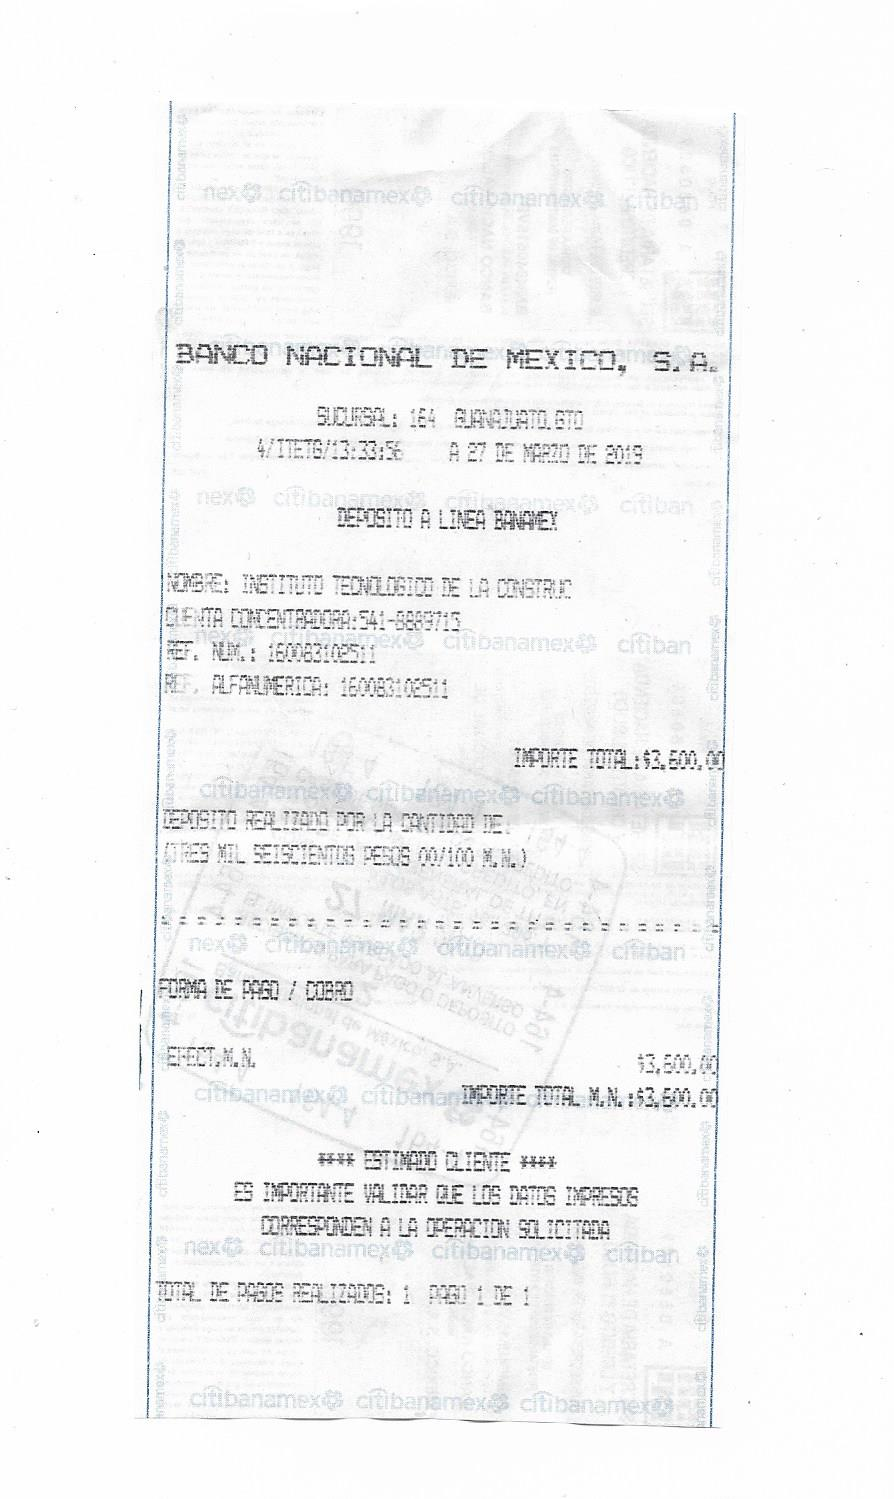 BANCO NACIONAL DE MEXICO, S.A.
SUCURSAL: 164 GUANAJUATO,GTO
4/ITETG/13:33:56 A 27 DE MARZO DE 2019
DEPOSITO A LINEA BANAMEX
NOMBRE: INSTITUTO TECNOLOGICO DE LA CONSTRUC
CUENTA CONCENTRADORA:541-8889715
REF. NUM.: 160083102511
REF. ALFANUMERICA: 160083102511
IMPORTE TOTAL:$3,600.00
DEPOSITO REALIZADO POR LA CANTIDAD DE:
(TRES MIL SEISCIENTOS PESOS 00/100 M.N.)
FORMA DE PAGO / COBRO
EFECT.M.N. $3,600.00
IMPORTE TOTAL M.N.:$3,600.00
**** ESTIMADO CLIENTE ****
ES IMPORTANTE VALIDAR QUE LOS DATOS IMPRESOS
CORRESPONDEN A LA OPERACION SOLICITADA
TOTAL DE PAGOS REALIZADOS: 1 PAGO 1 DE 1
citibanamex citibanamex citiban